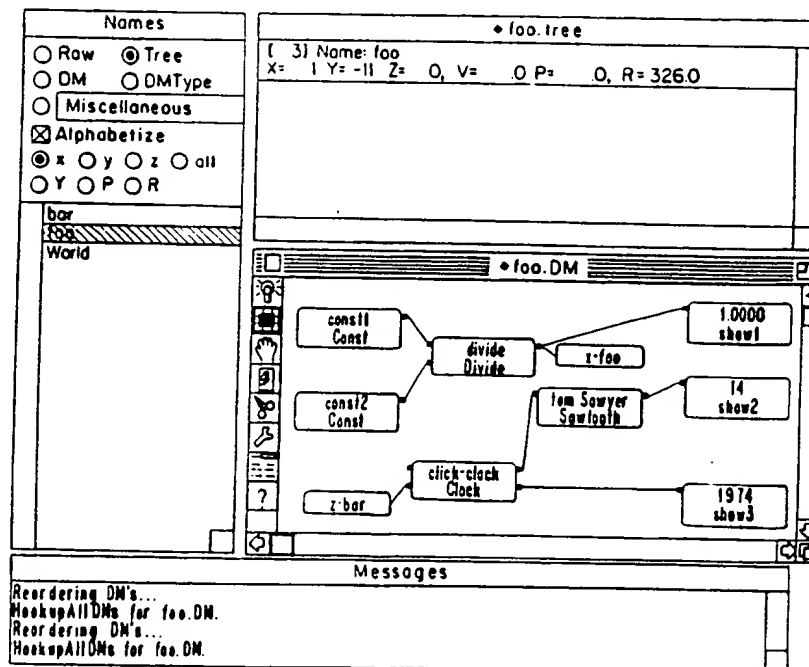 Names
Raw Tree
DM DMType
Miscellaneous
Alphabetize
x y z all
Y P R
bar
foo
World
foo.tree
[ 3] Name: foo
X= 1 Y= -11 Z= 0, V= .0 P= .0, R= 326.0
foo.DM
const1
Const
const2
Const
divide
Divide
x-foo
1.0000
show1
tom Sawyer
Sawtooth
14
show2
click-clack
Clock
z-bar
1974
show3
?
Messages
Reordering DM's...
HookupAllDMs for foo.DM.
Reordering DM's...
HookupAllDMs for foo.DM.